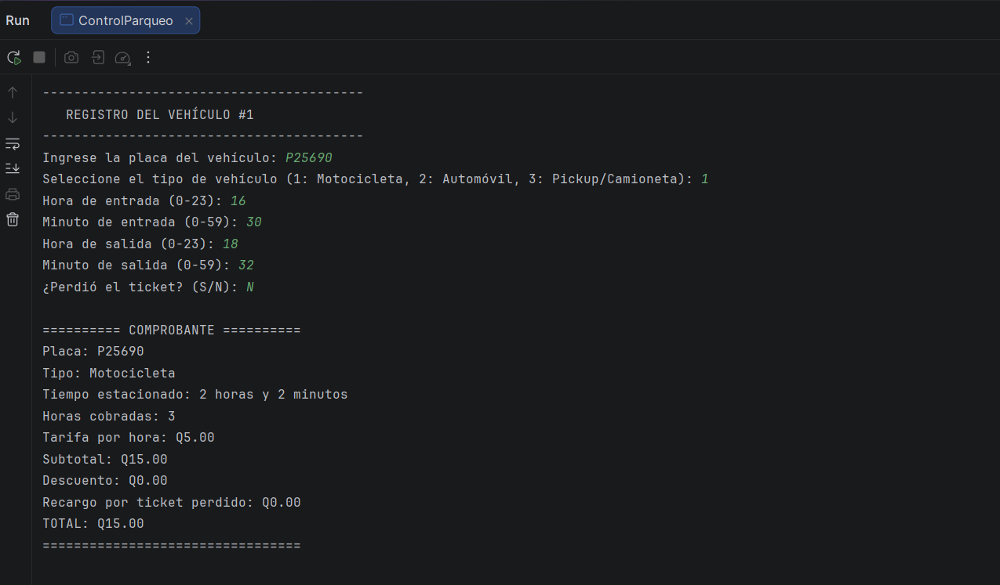 Run ControlParqueo
-----------------------------------------
REGISTRO DEL VEHÍCULO #1
-----------------------------------------
Ingrese la placa del vehículo: P25690
Seleccione el tipo de vehículo (1: Motocicleta, 2: Automóvil, 3: Pickup/Camioneta): 1
Hora de entrada (0-23): 16
Minuto de entrada (0-59): 30
Hora de salida (0-23): 18
Minuto de salida (0-59): 32
¿Perdió el ticket? (S/N): N
========== COMPROBANTE ==========
Placa: P25690
Tipo: Motocicleta
Tiempo estacionado: 2 horas y 2 minutos
Horas cobradas: 3
Tarifa por hora: Q5.00
Subtotal: Q15.00
Descuento: Q0.00
Recargo por ticket perdido: Q0.00
TOTAL: Q15.00
=================================